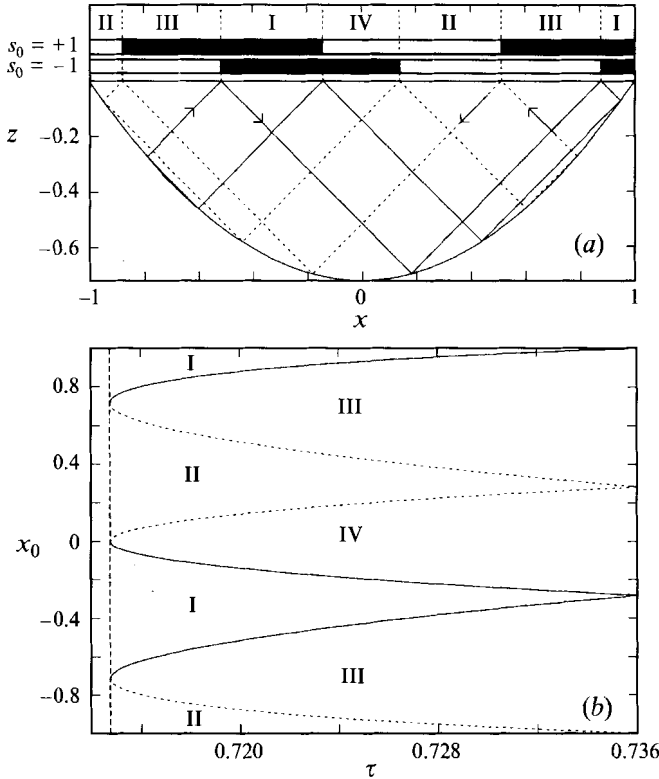 II III I IV II III I
s₀ = +1
s₀ = −1
−0.2
z
−0.4
−0.6
(a)
−1 0 1
x
I
0.8
III
0.4
II
IV
0
x₀
I
−0.4
III
−0.8
II
(b)
0.720 0.728 0.736
τ